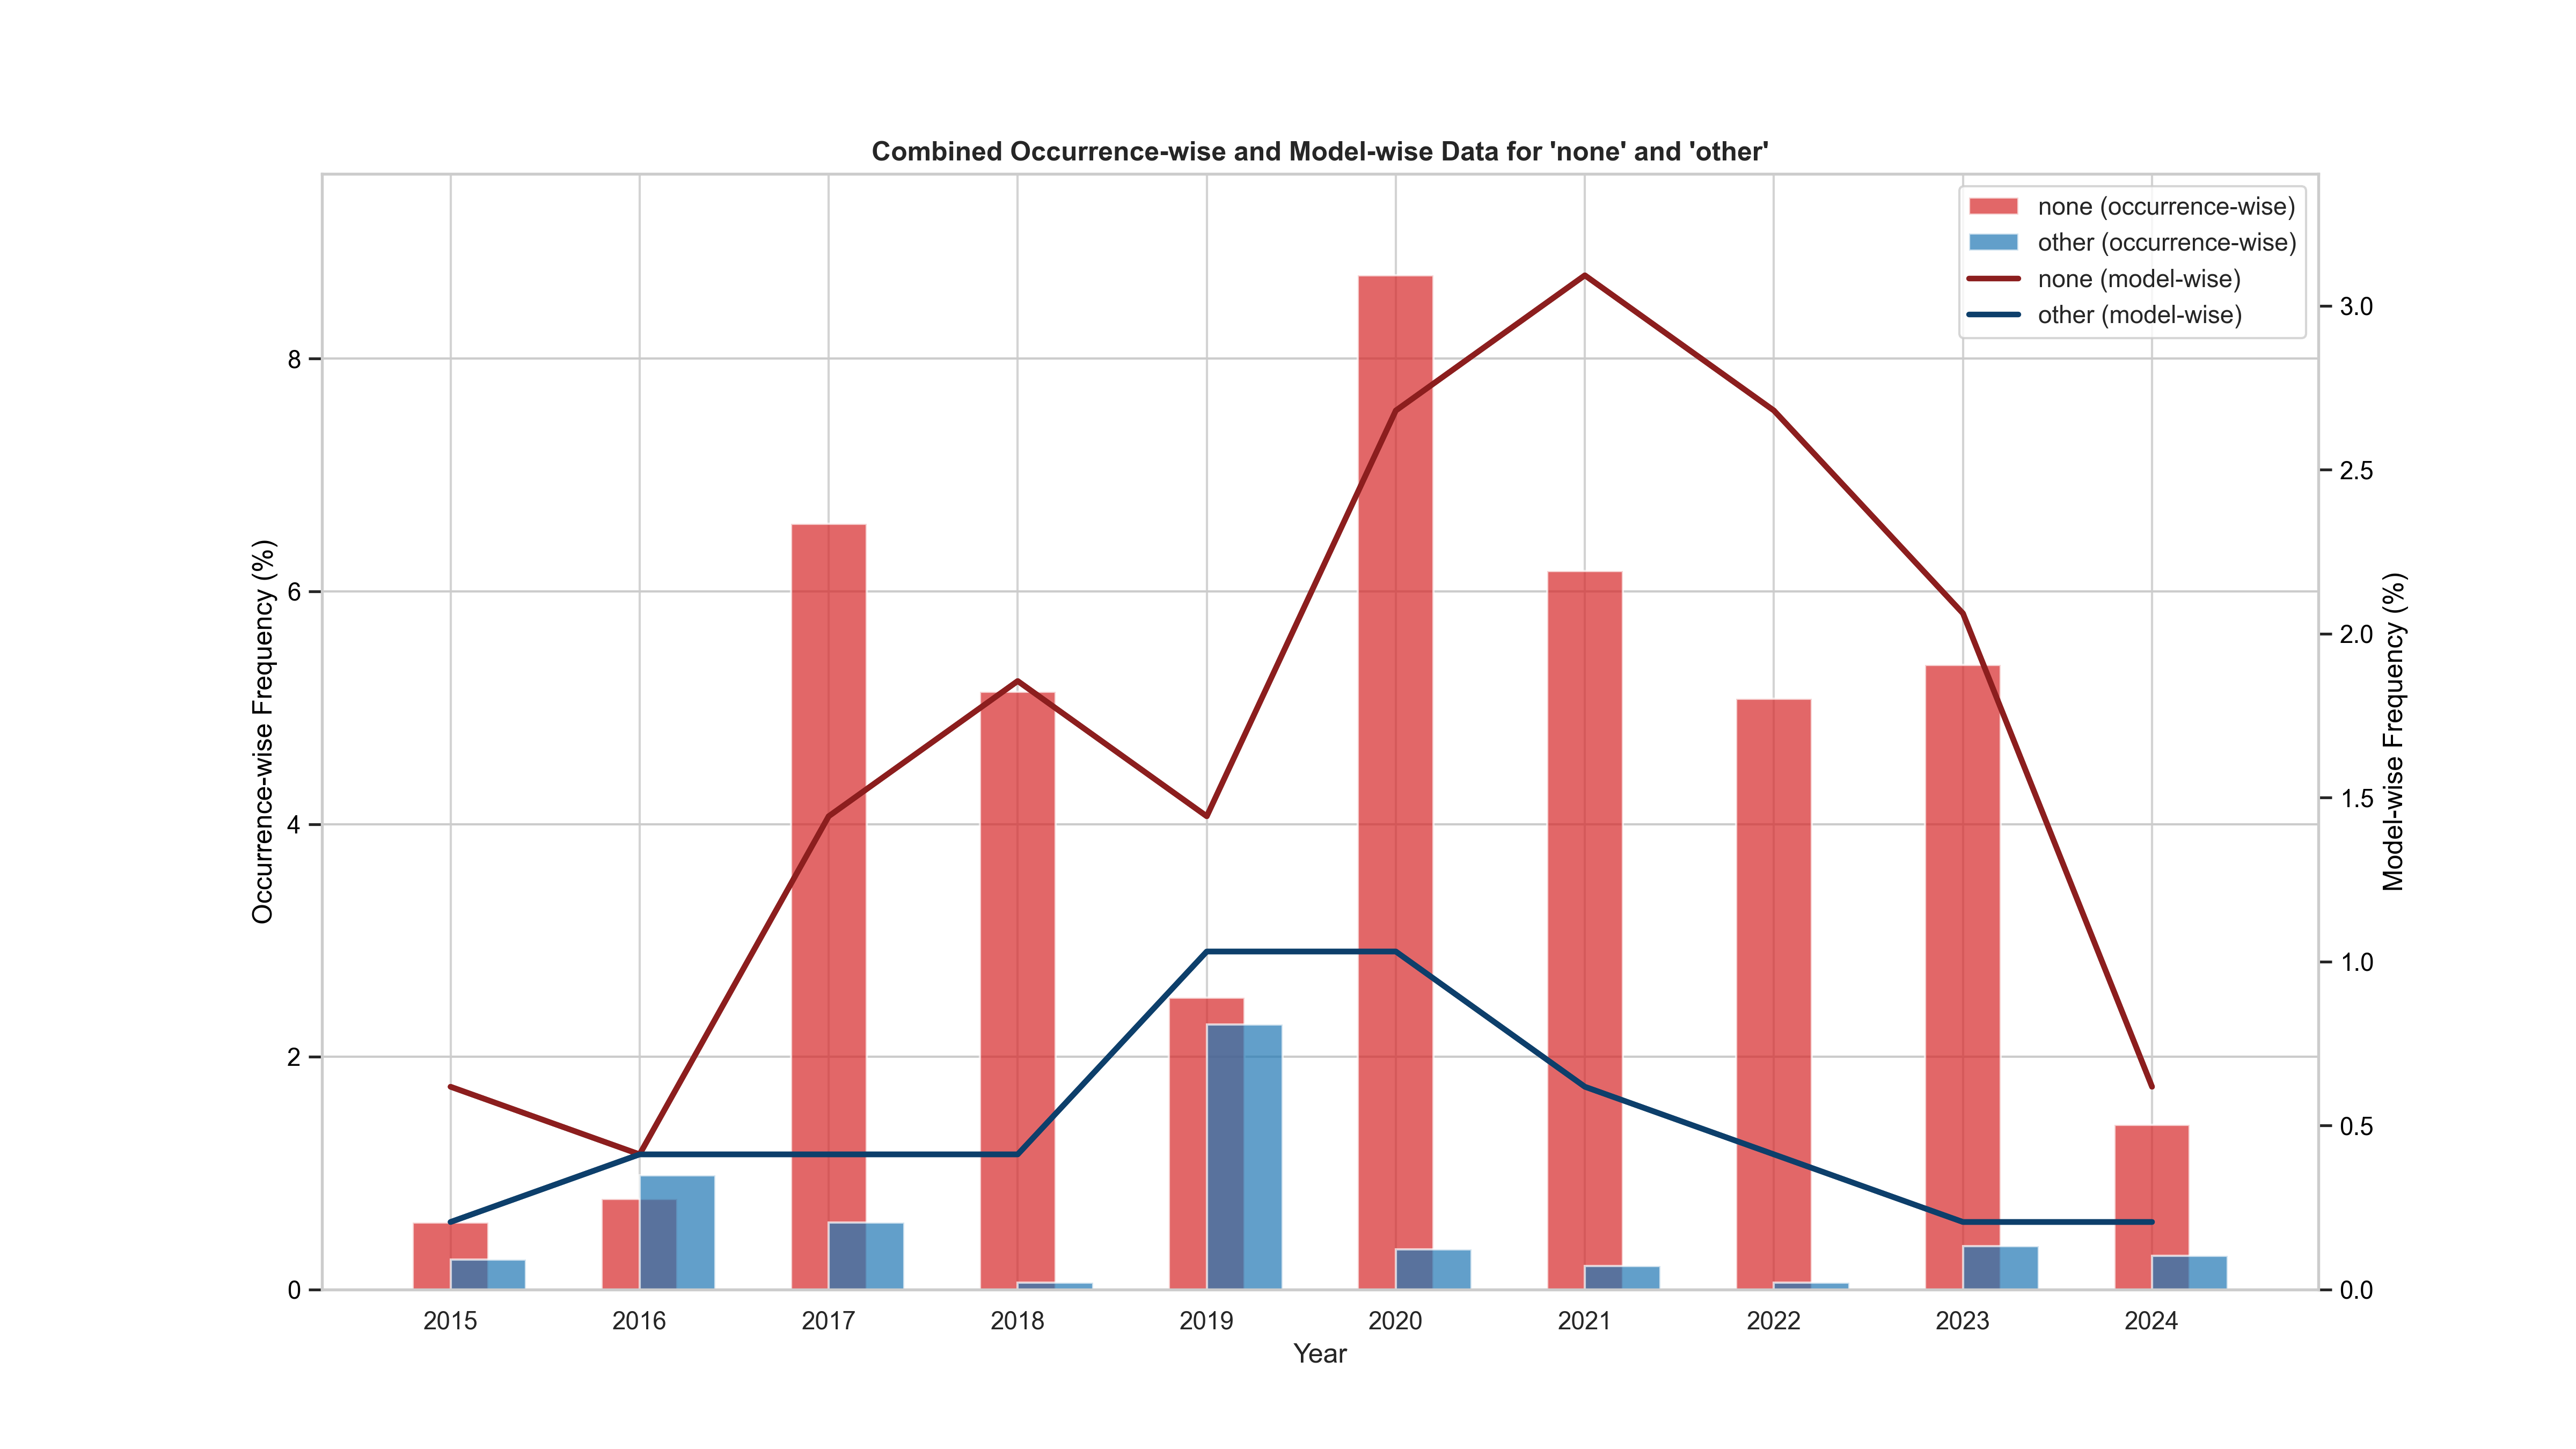 Combined Occurrence-wise and Model-wise Data for 'none' and 'other'
none (occurrence-wise)
other (occurrence-wise)
none (model-wise)
other (model-wise)
Occurrence-wise Frequency (%)
8
6
4
2
0
3.0
2.5
2.0
1.5
1.0
0.5
0.0
Model-wise Frequency (%)
2015 2016 2017 2018 2019 2020 2021 2022 2023 2024
Year